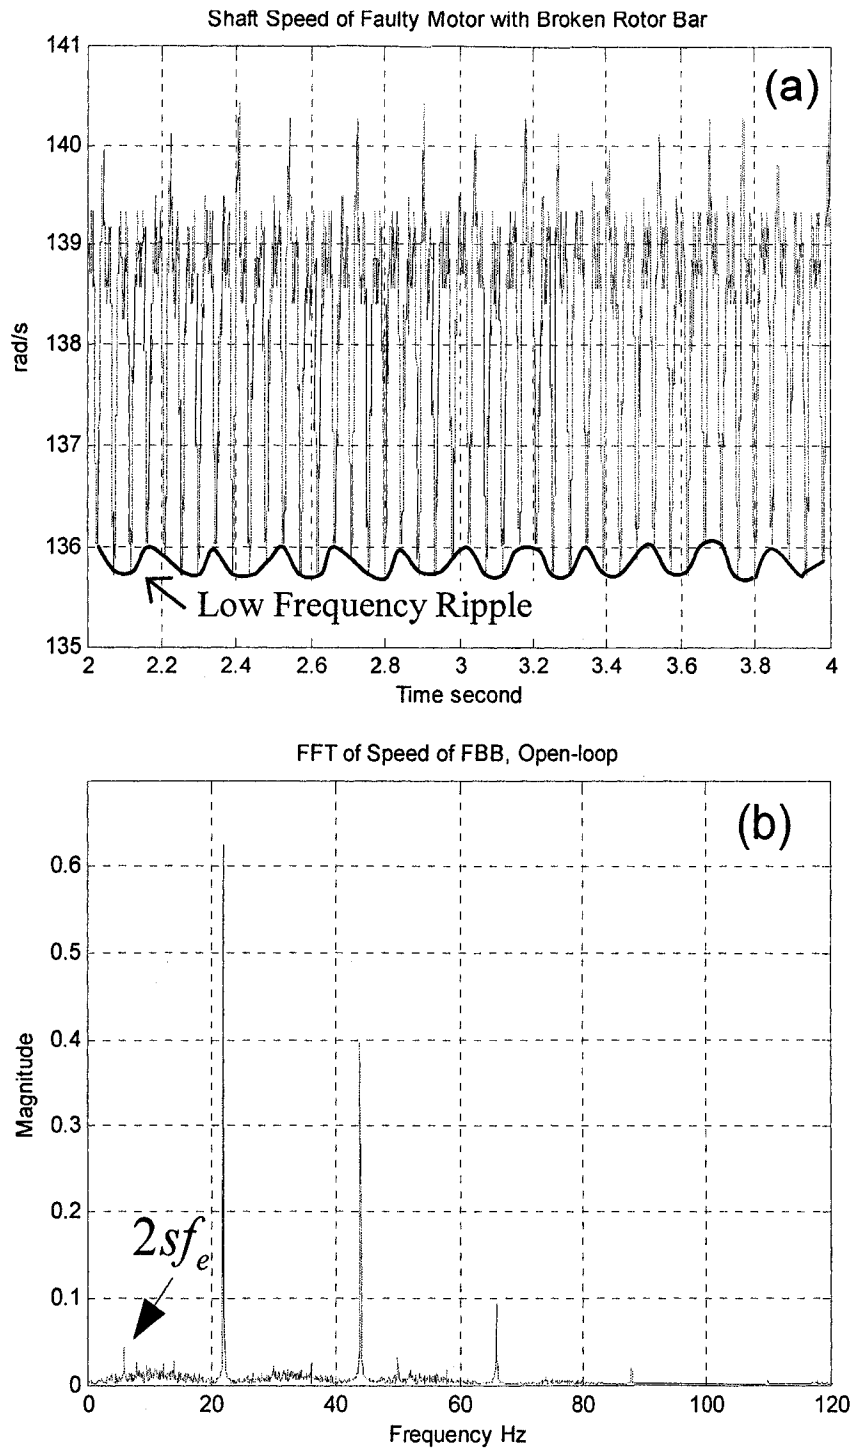 Shaft Speed of Faulty Motor with Broken Rotor Bar
141
(a)
140
139
138
137
136
135
rad/s
Low Frequency Ripple
2 2.2 2.4 2.6 2.8 3 3.2 3.4 3.6 3.8 4
Time second
FFT of Speed of FBB, Open-loop
(b)
0.6
0.5
0.4
0.3
0.2
0.1
0
Magnitude
2sfₑ
0 20 40 60 80 100 120
Frequency Hz